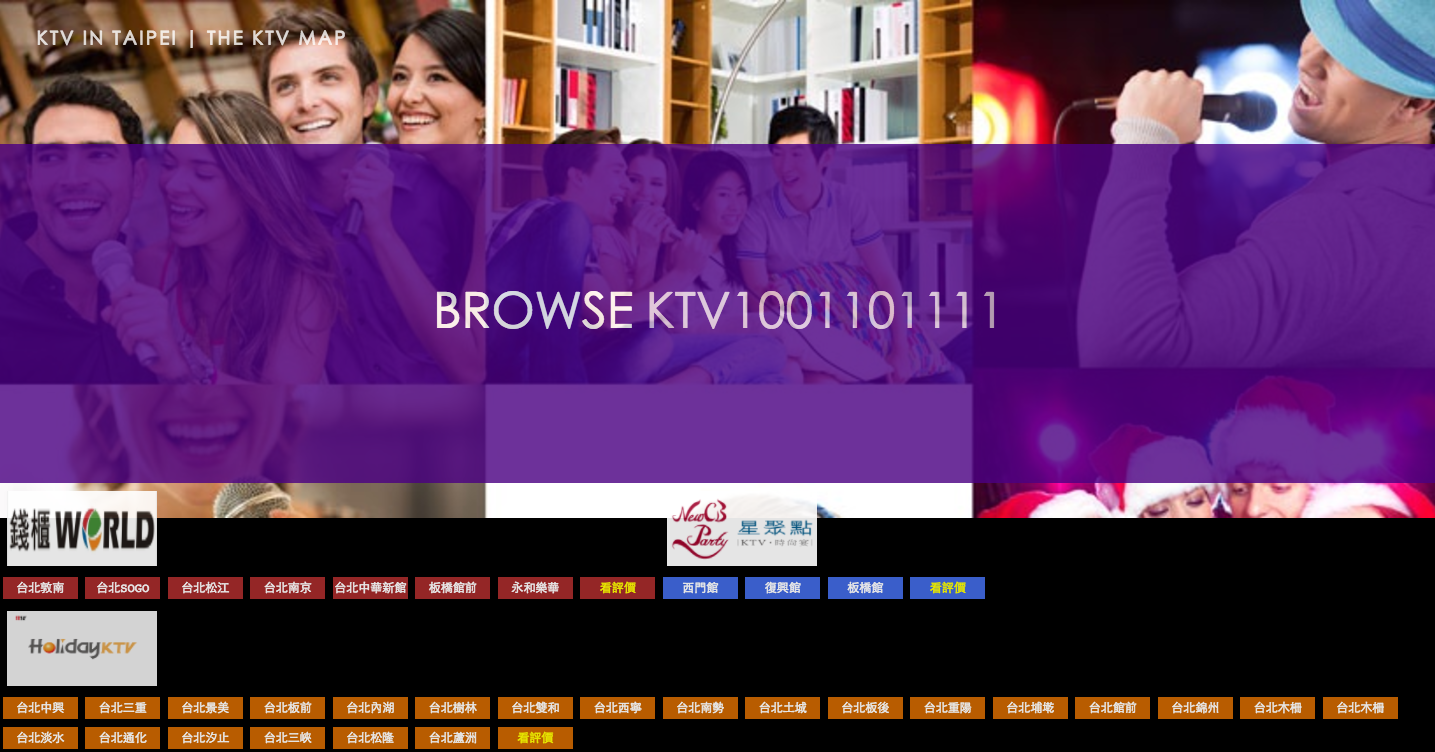 KTV IN TAIPEI | THE KTV MAP
BROWSE KTV1001101111
錢櫃 WORLD
NewCB Party 星聚點 KTV·時尚宴
台北敦南 台北SOGO 台北松江 台北南京 台北中華新館 板橋館前 永和樂華 看評價 西門館 復興館 板橋館 看評價
Holiday KTV
台北中興 台北三重 台北景美 台北板前 台北內湖 台北樹林 台北雙和 台北西寧 台北南勢 台北土城 台北板後 台北重陽 台北埔墘 台北館前 台北錦州 台北木柵 台北木柵
台北淡水 台北通化 台北汐止 台北三峽 台北松隆 台北蘆洲 看評價